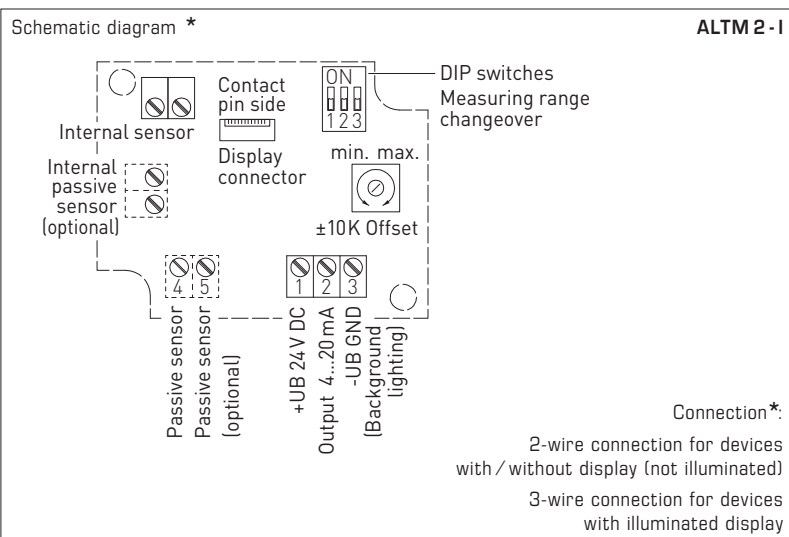 Schematic diagram *
ALTM 2 - I
ON
1 2 3
DIP switches
Measuring range
changeover
Contact
pin side
Internal sensor
Display
connector
min. max.
±10K Offset
Internal
passive
sensor
(optional)
4 5
1 2 3
Passive sensor
Passive sensor
(optional)
+UB 24V DC
Output 4...20mA
-UB GND
(Background
lighting)
Connection*:
2-wire connection for devices
with / without display (not illuminated)
3-wire connection for devices
with illuminated display